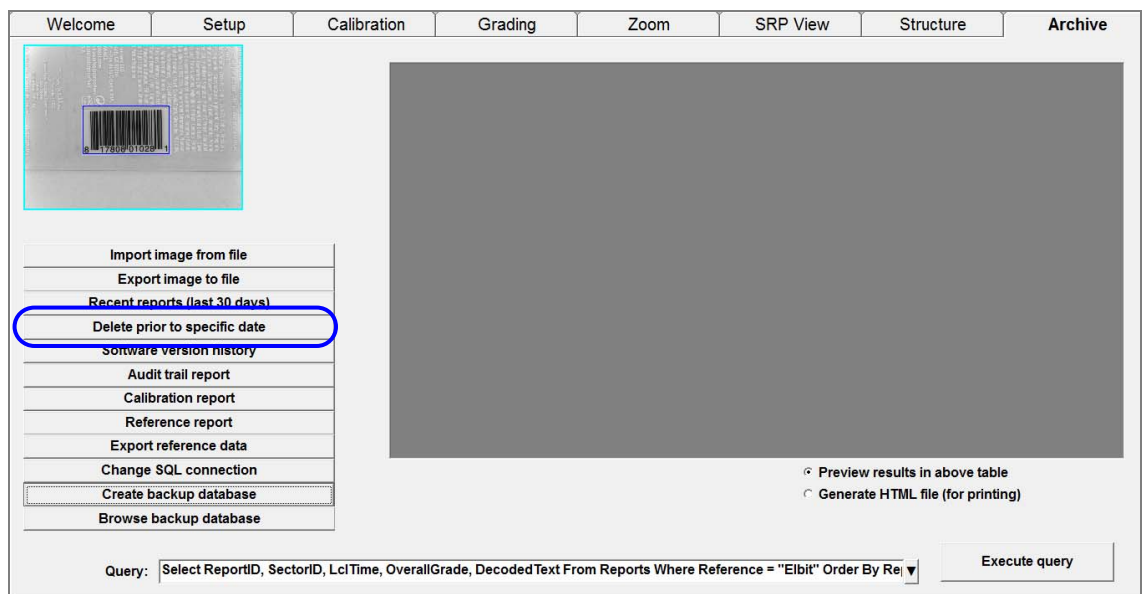 Welcome Setup Calibration Grading Zoom SRP View Structure Archive
8 17806 01028 1
Import image from file
Export image to file
Recent reports (last 30 days)
Delete prior to specific date
Software version history
Audit trail report
Calibration report
Reference report
Export reference data
Change SQL connection
Create backup database
Browse backup database
Preview results in above table
Generate HTML file (for printing)
Query: Select ReportID, SectorID, LclTime, OverallGrade, DecodedText From Reports Where Reference = "Elbit" Order By Re
Execute query